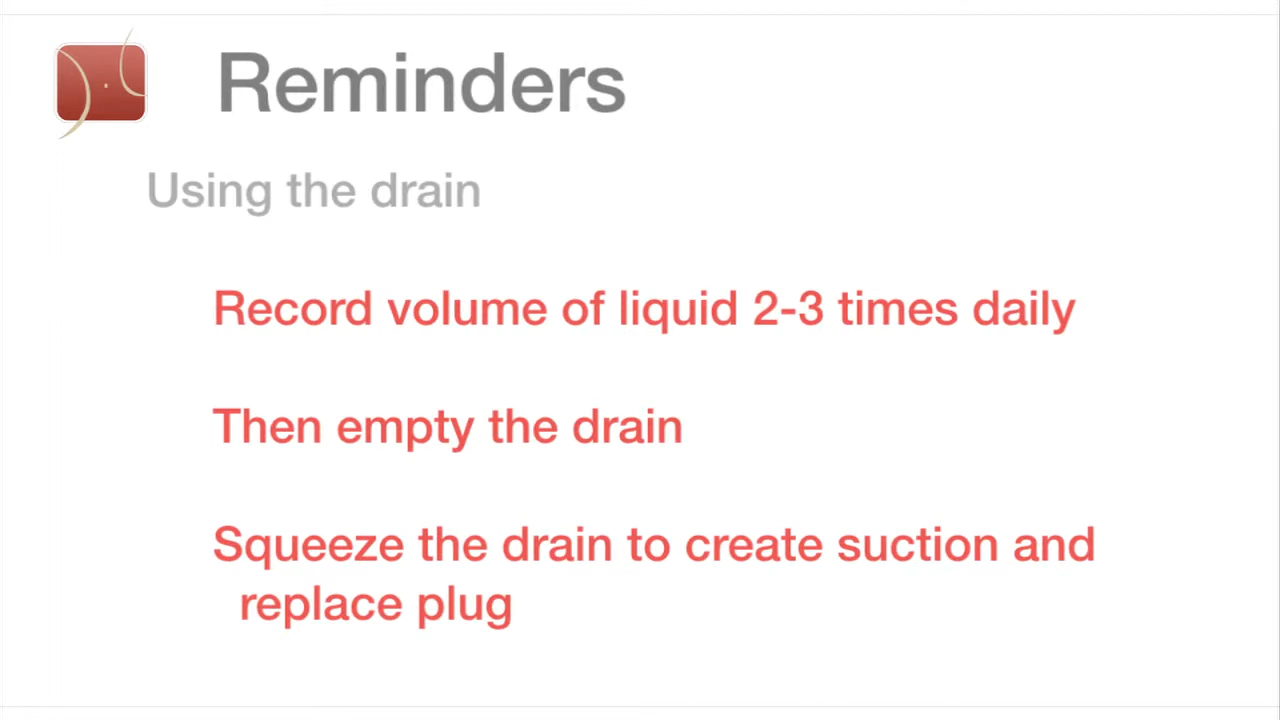 Reminders
Using the drain
Record volume of liquid 2-3 times daily
Then empty the drain
Squeeze the drain to create suction and
replace plug